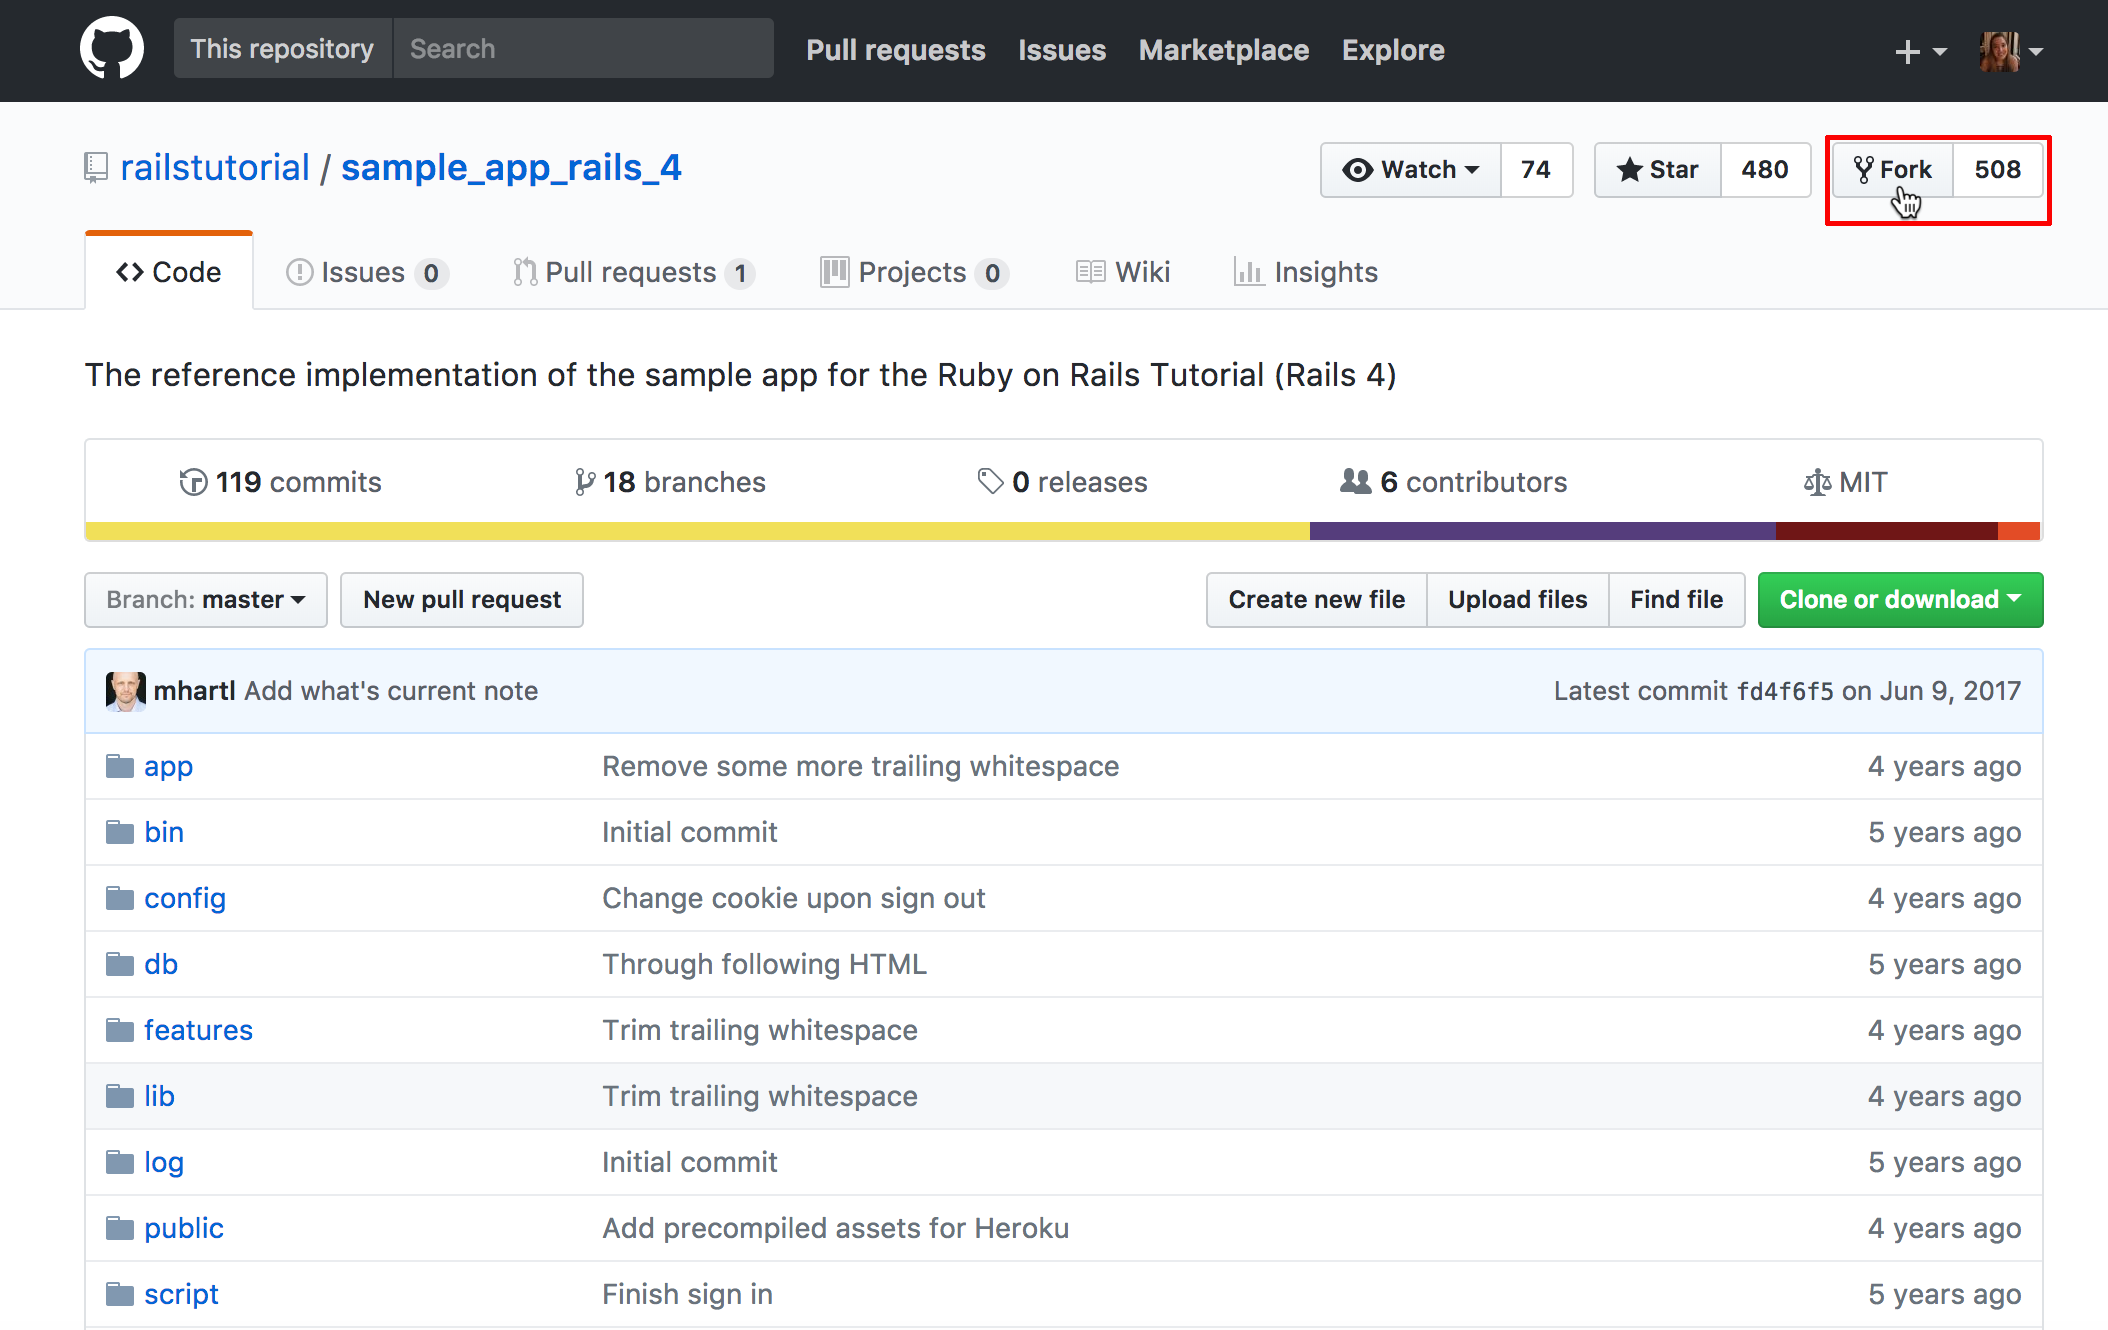 This repository Search Pull requests Issues Marketplace Explore
railstutorial / sample_app_rails_4 Watch 74 Star 480 Fork 508
Code Issues 0 Pull requests 1 Projects 0 Wiki Insights
The reference implementation of the sample app for the Ruby on Rails Tutorial (Rails 4)
119 commits 18 branches 0 releases 6 contributors MIT
Branch: master New pull request Create new file Upload files Find file Clone or download
mhartl Add what's current note Latest commit fd4f6f5 on Jun 9, 2017
app Remove some more trailing whitespace 4 years ago
bin Initial commit 5 years ago
config Change cookie upon sign out 4 years ago
db Through following HTML 5 years ago
features Trim trailing whitespace 4 years ago
lib Trim trailing whitespace 4 years ago
log Initial commit 5 years ago
public Add precompiled assets for Heroku 4 years ago
script Finish sign in 5 years ago